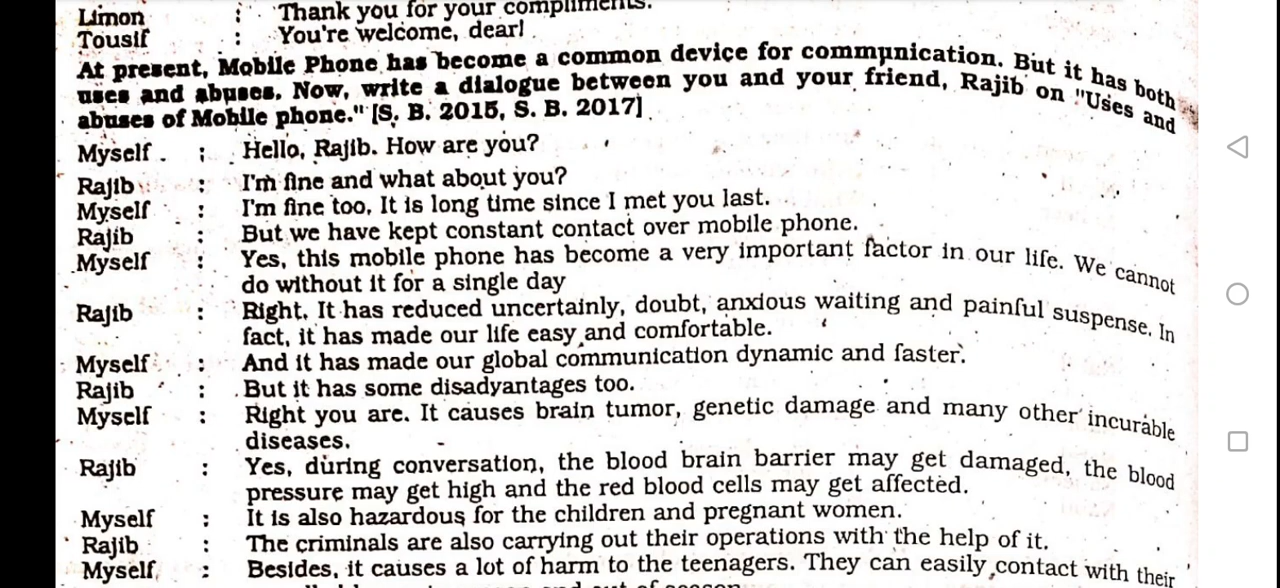 Limon : Thank you for your compliments.
Tousif : You're welcome, dear!
At present, Mobile Phone has become a common device for communication. But it has both
uses and abuses. Now, write a dialogue between you and your friend, Rajib on "Uses and
abuses of Mobile phone." [S. B. 2015, S. B. 2017]
Myself : Hello, Rajib. How are you?
Rajib : I'm fine and what about you?
Myself : I'm fine too. It is long time since I met you last.
Rajib : But we have kept constant contact over mobile phone.
Myself : Yes, this mobile phone has become a very important factor in our life. We cannot
do without it for a single day
Rajib : Right. It has reduced uncertainly, doubt, anxious waiting and painful suspense. In
fact, it has made our life easy and comfortable.
Myself : And it has made our global communication dynamic and faster.
Rajib : But it has some disadyantages too.
Myself : Right you are. It causes brain tumor, genetic damage and many other incurable
diseases.
Rajib : Yes, during conversation, the blood brain barrier may get damaged, the blood
pressure may get high and the red blood cells may get affected.
Myself : It is also hazardous for the children and pregnant women.
Rajib : The criminals are also carrying out their operations with the help of it.
Myself : Besides, it causes a lot of harm to the teenagers. They can easily contact with their